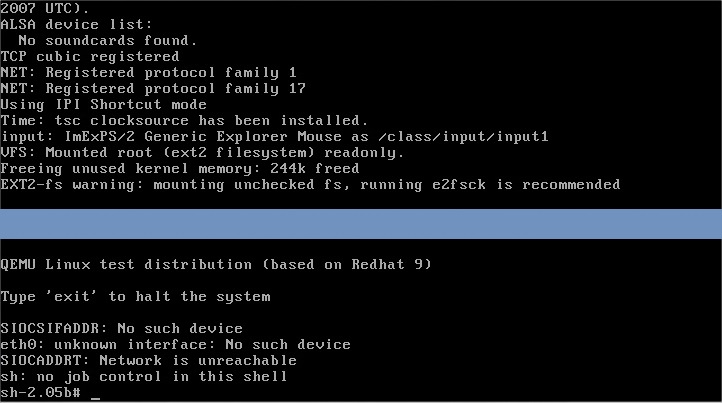 2007 UTC).
ALSA device list:
  No soundcards found.
TCP cubic registered
NET: Registered protocol family 1
NET: Registered protocol family 17
Using IPI Shortcut mode
Time: tsc clocksource has been installed.
input: ImExPS/2 Generic Explorer Mouse as /class/input/input1
VFS: Mounted root (ext2 filesystem) readonly.
Freeing unused kernel memory: 244k freed
EXT2-fs warning: mounting unchecked fs, running e2fsck is recommended
QEMU Linux test distribution (based on Redhat 9)
Type 'exit' to halt the system
SIOCSIFADDR: No such device
eth0: unknown interface: No such device
SIOCADDRT: Network is unreachable
sh: no job control in this shell
sh-2.05b# _